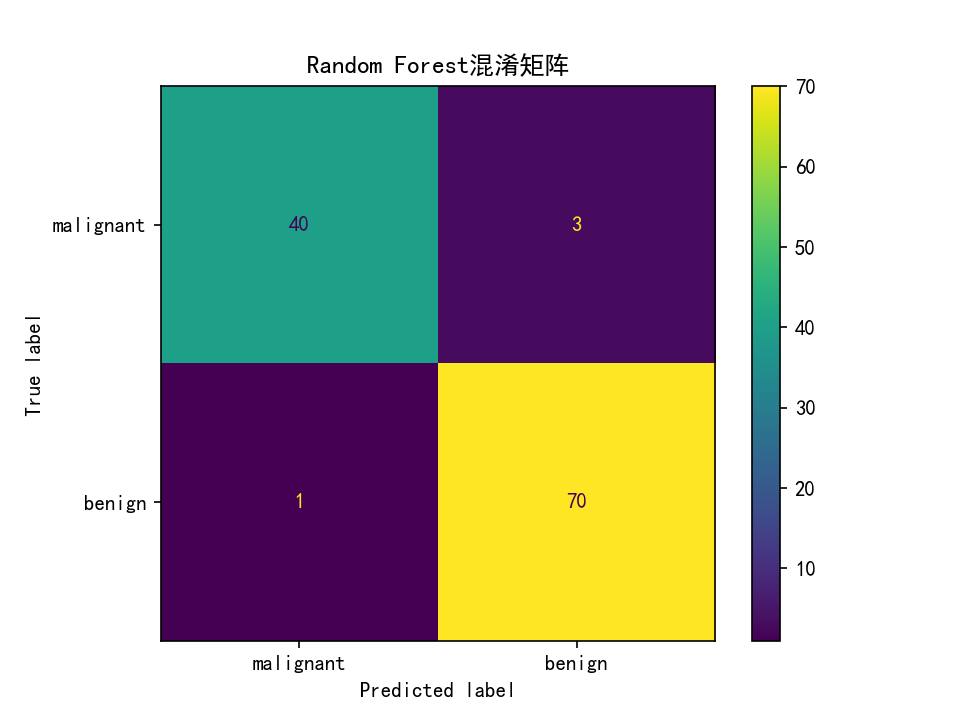 Random Forest混淆矩阵
True label
malignant
benign
40
3
1
70
malignant
benign
Predicted label
70
60
50
40
30
20
10